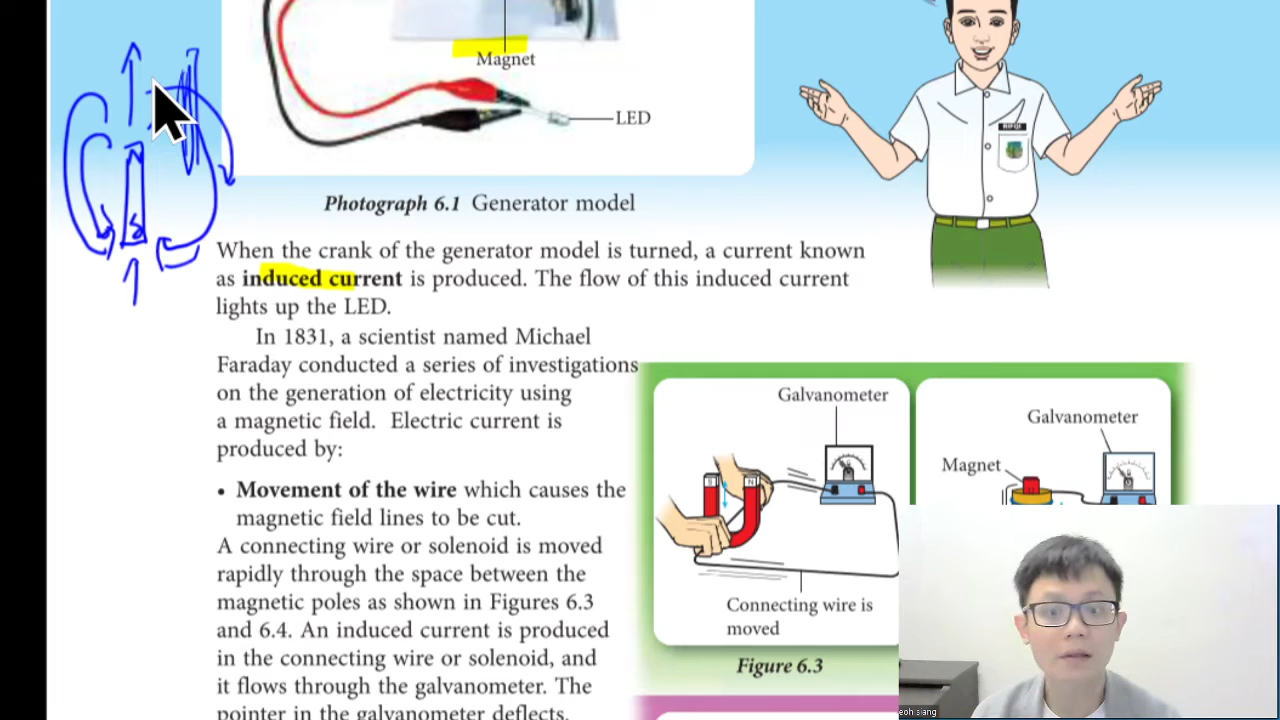 Magnet
LED
RIFQI
Photograph 6.1 Generator model
When the crank of the generator model is turned, a current known
as induced current is produced. The flow of this induced current
lights up the LED.
In 1831, a scientist named Michael
Faraday conducted a series of investigations
on the generation of electricity using
a magnetic field. Electric current is
produced by:
• Movement of the wire which causes the
magnetic field lines to be cut.
A connecting wire or solenoid is moved
rapidly through the space between the
magnetic poles as shown in Figures 6.3
and 6.4. An induced current is produced
in the connecting wire or solenoid, and
it flows through the galvanometer. The
pointer in the galvanometer deflects.
Galvanometer
S
N
Connecting wire is
moved
Figure 6.3
Galvanometer
Magnet
eoh siang